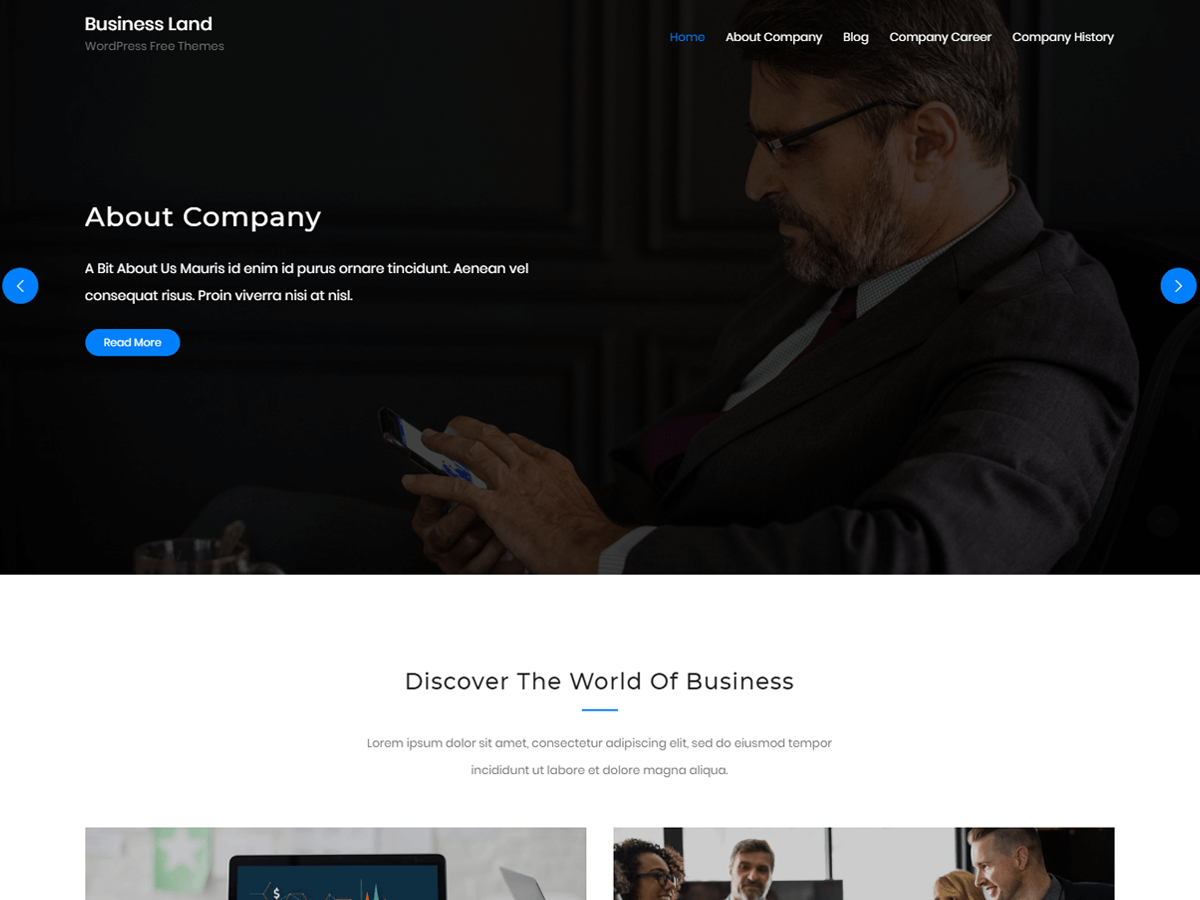 Business Land
WordPress Free Themes
Home
About Company
Blog
Company Career
Company History
About Company
A Bit About Us Mauris id enim id purus ornare tincidunt. Aenean vel
consequat risus. Proin viverra nisi at nisl.
Read More
Discover The World Of Business
Lorem ipsum dolor sit amet, consectetur adipiscing elit, sed do eiusmod tempor
incididunt ut labore et dolore magna aliqua.
$